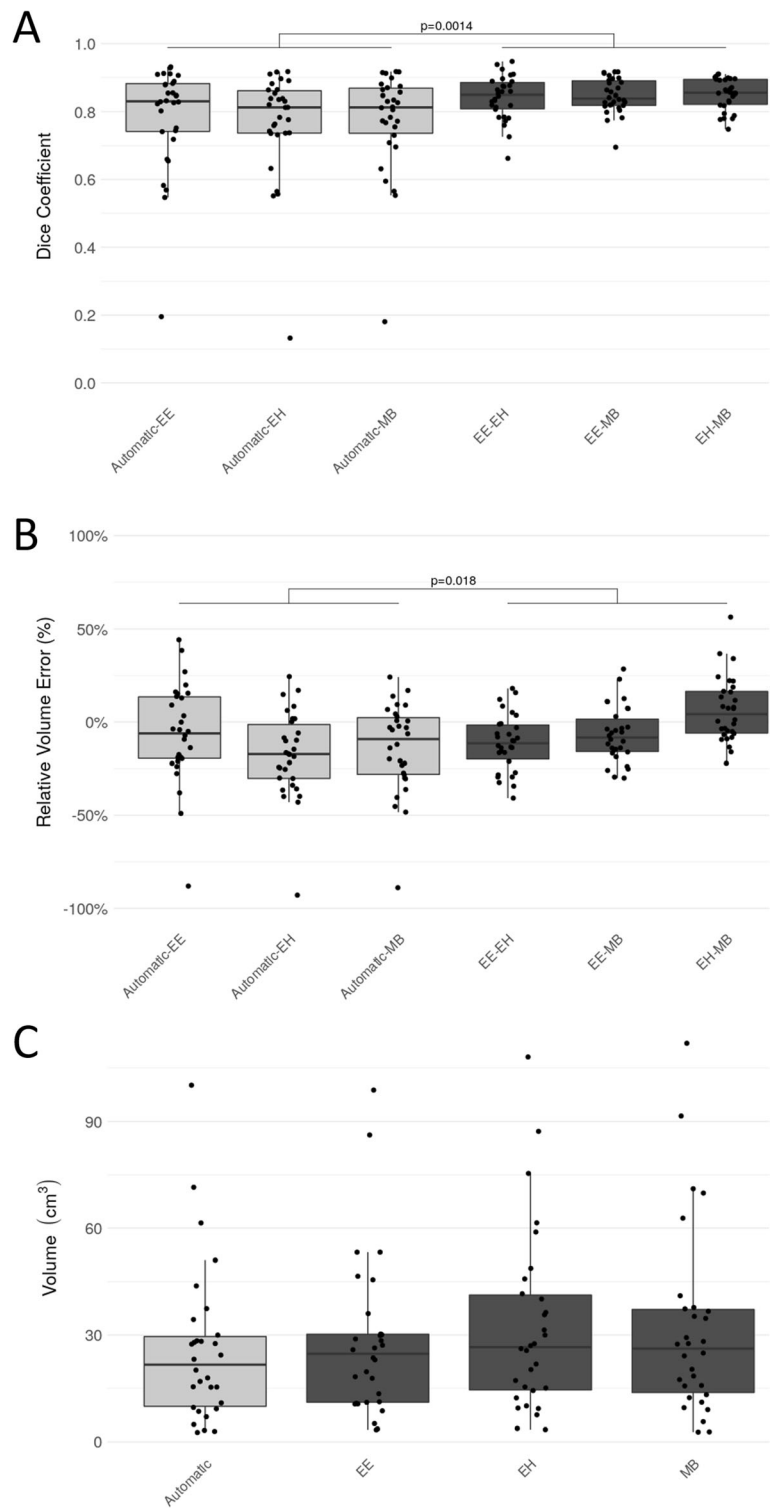 A
p=0.0014
1.0
0.8
0.6
0.4
0.2
0.0
Dice Coefficient
Automatic-EE
Automatic-EH
Automatic-MB
EE-EH
EE-MB
EH-MB
B
100%
p=0.018
50%
0%
-50%
-100%
Relative Volume Error (%)
Automatic-EE
Automatic-EH
Automatic-MB
EE-EH
EE-MB
EH-MB
C
90
60
30
0
Volume (cm³)
Automatic
EE
EH
MB